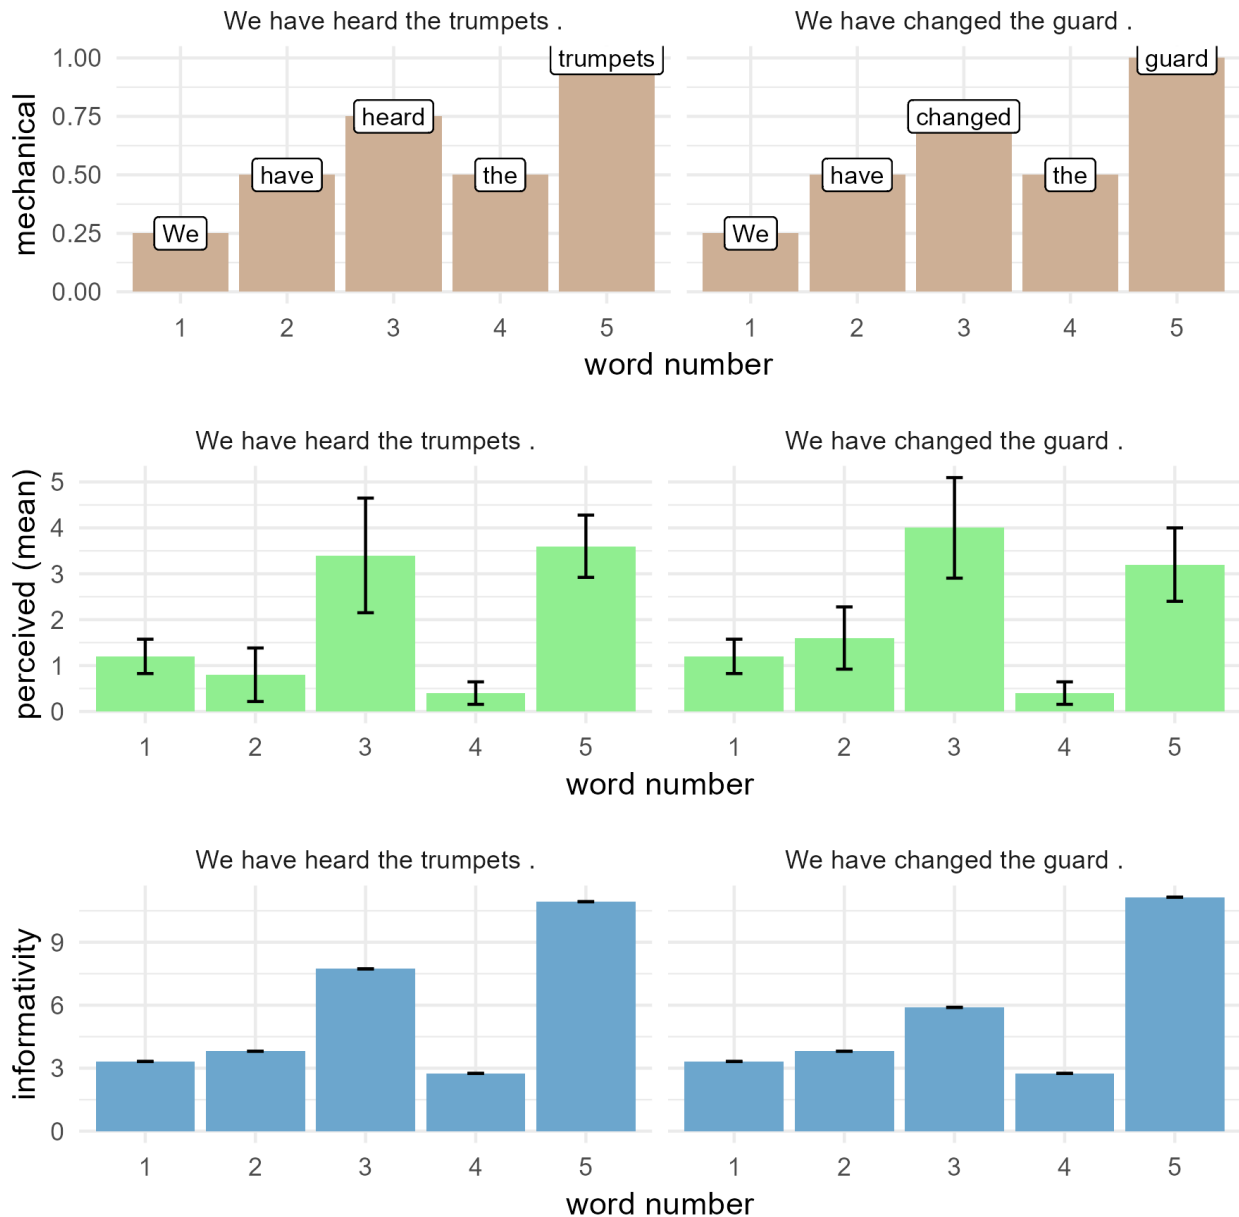 We have heard the trumpets . We have changed the guard .
mechanical
1.00
0.75
0.50
0.25
0.00
We have heard the trumpets
We have changed the guard
1 2 3 4 5 1 2 3 4 5
word number
We have heard the trumpets . We have changed the guard .
perceived (mean)
5
4
3
2
1
0
1 2 3 4 5 1 2 3 4 5
word number
We have heard the trumpets . We have changed the guard .
informativity
9
6
3
0
1 2 3 4 5 1 2 3 4 5
word number